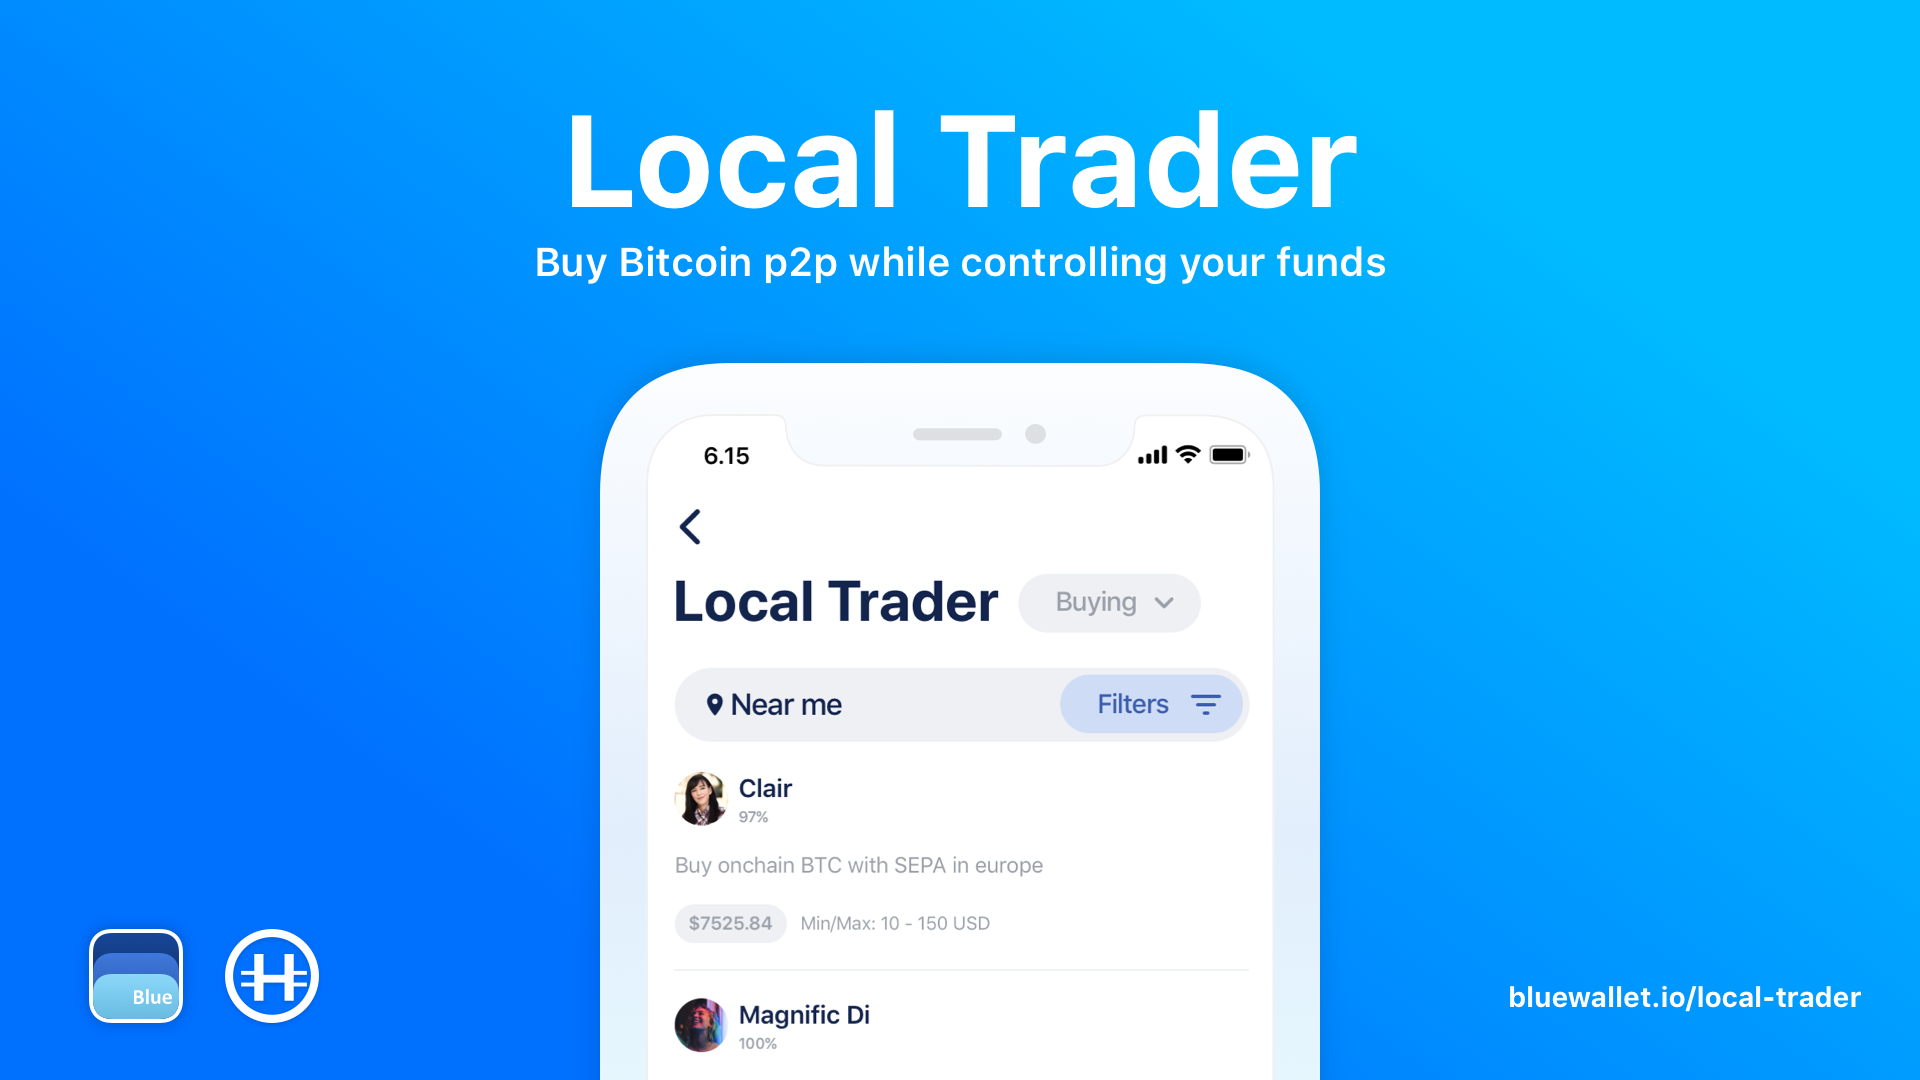 Local Trader
Buy Bitcoin p2p while controlling your funds
6.15
Local Trader
Buying
Near me
Filters
Clair
97%
Buy onchain BTC with SEPA in europe
$7525.84 Min/Max: 10 - 150 USD
Magnific Di
100%
Blue
bluewallet.io/local-trader